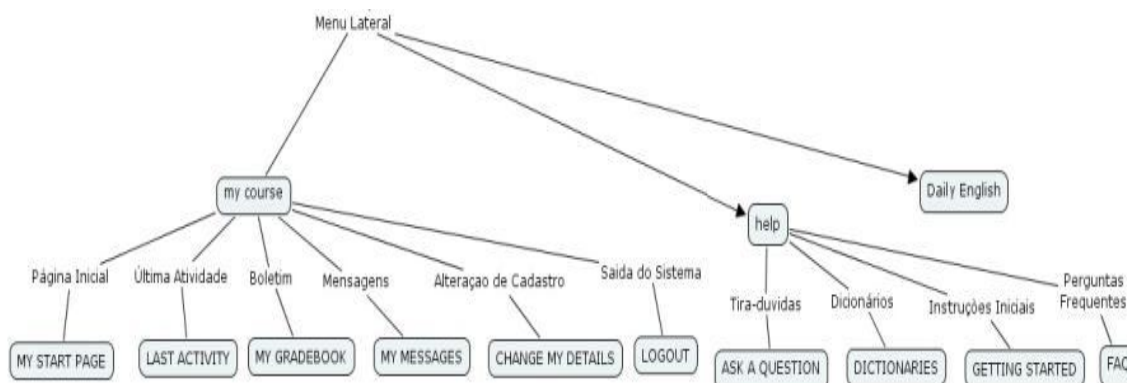 Menu Lateral
my course
Daily English
help
Página Inicial
Última Atividade
Boletim
Mensagens
Alteraçao de Cadastro
Saida do Sistema
Tira-duvidas
Dicionários
Instruções Iniciais
Perguntas
Frequentes
MY START PAGE
LAST ACTIVITY
MY GRADEBOOK
MY MESSAGES
CHANGE MY DETAILS
LOGOUT
ASK A QUESTION
DICTIONARIES
GETTING STARTED
FAQ